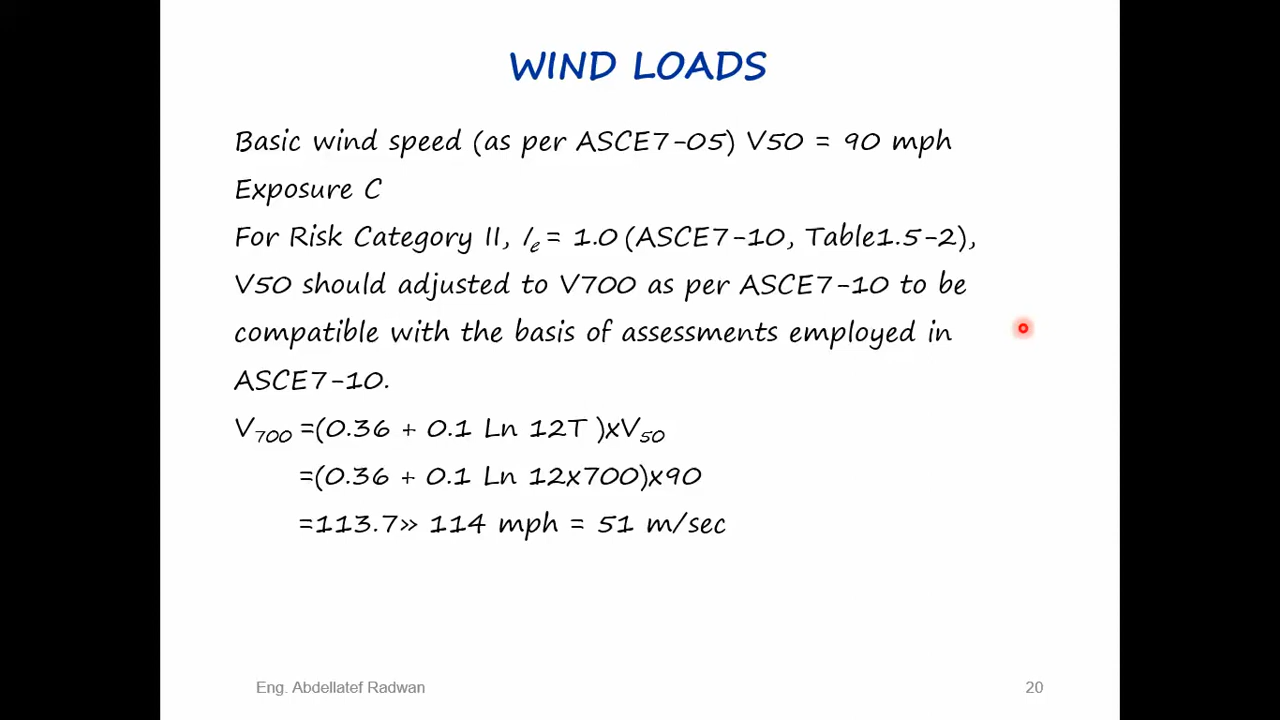 WIND LOADS
Basic wind speed (as per ASCE7-05) V50 = 90 mph
Exposure C
For Risk Category II, Ie = 1.0 (ASCE7-10, Table1.5-2),
V50 should adjusted to V700 as per ASCE7-10 to be
compatible with the basis of assessments employed in
ASCE7-10.
V700 =(0.36 + 0.1 Ln 12T )xV50
=(0.36 + 0.1 Ln 12x700)x90
=113.7» 114 mph = 51 m/sec
Eng. Abdellatef Radwan
20